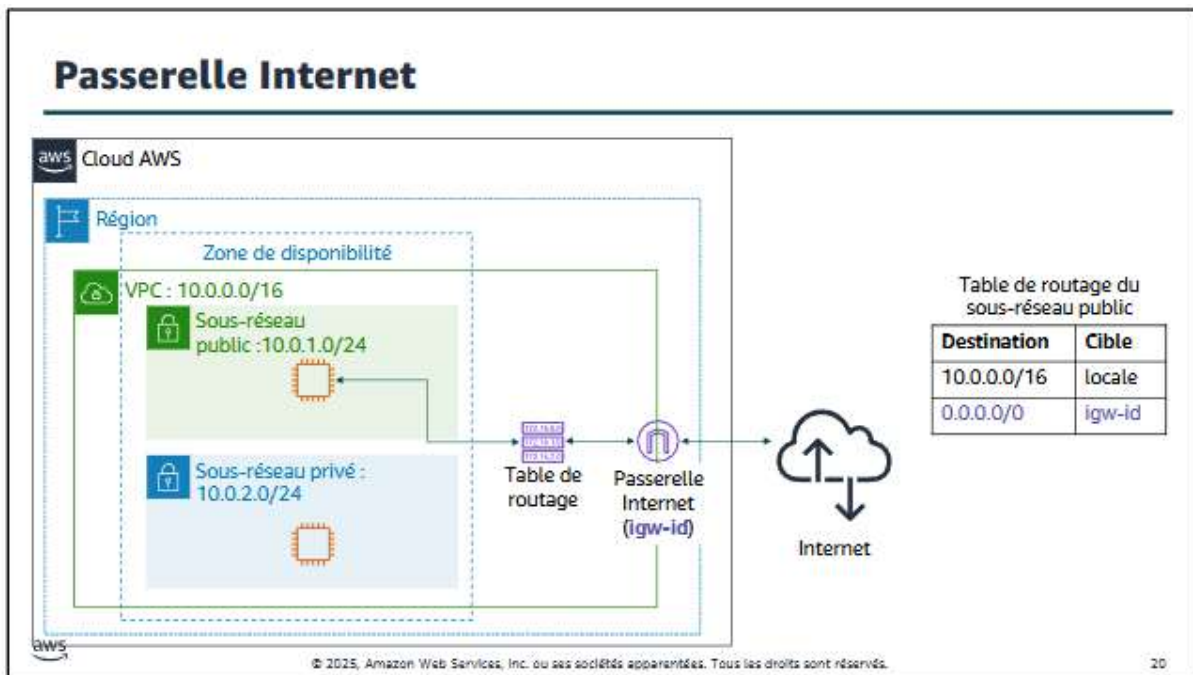 Passerelle Internet
aws
Cloud AWS
Région
Zone de disponibilité
VPC : 10.0.0.0/16
Sous-réseau
public :10.0.1.0/24
Sous-réseau privé :
10.0.2.0/24
Table de
routage
Passerelle
Internet
(igw-id)
Internet
Table de routage du
sous-réseau public
Destination Cible
10.0.0.0/16 locale
0.0.0.0/0 igw-id
aws
© 2025, Amazon Web Services, Inc. ou ses sociétés apparentées. Tous les droits sont réservés.
20